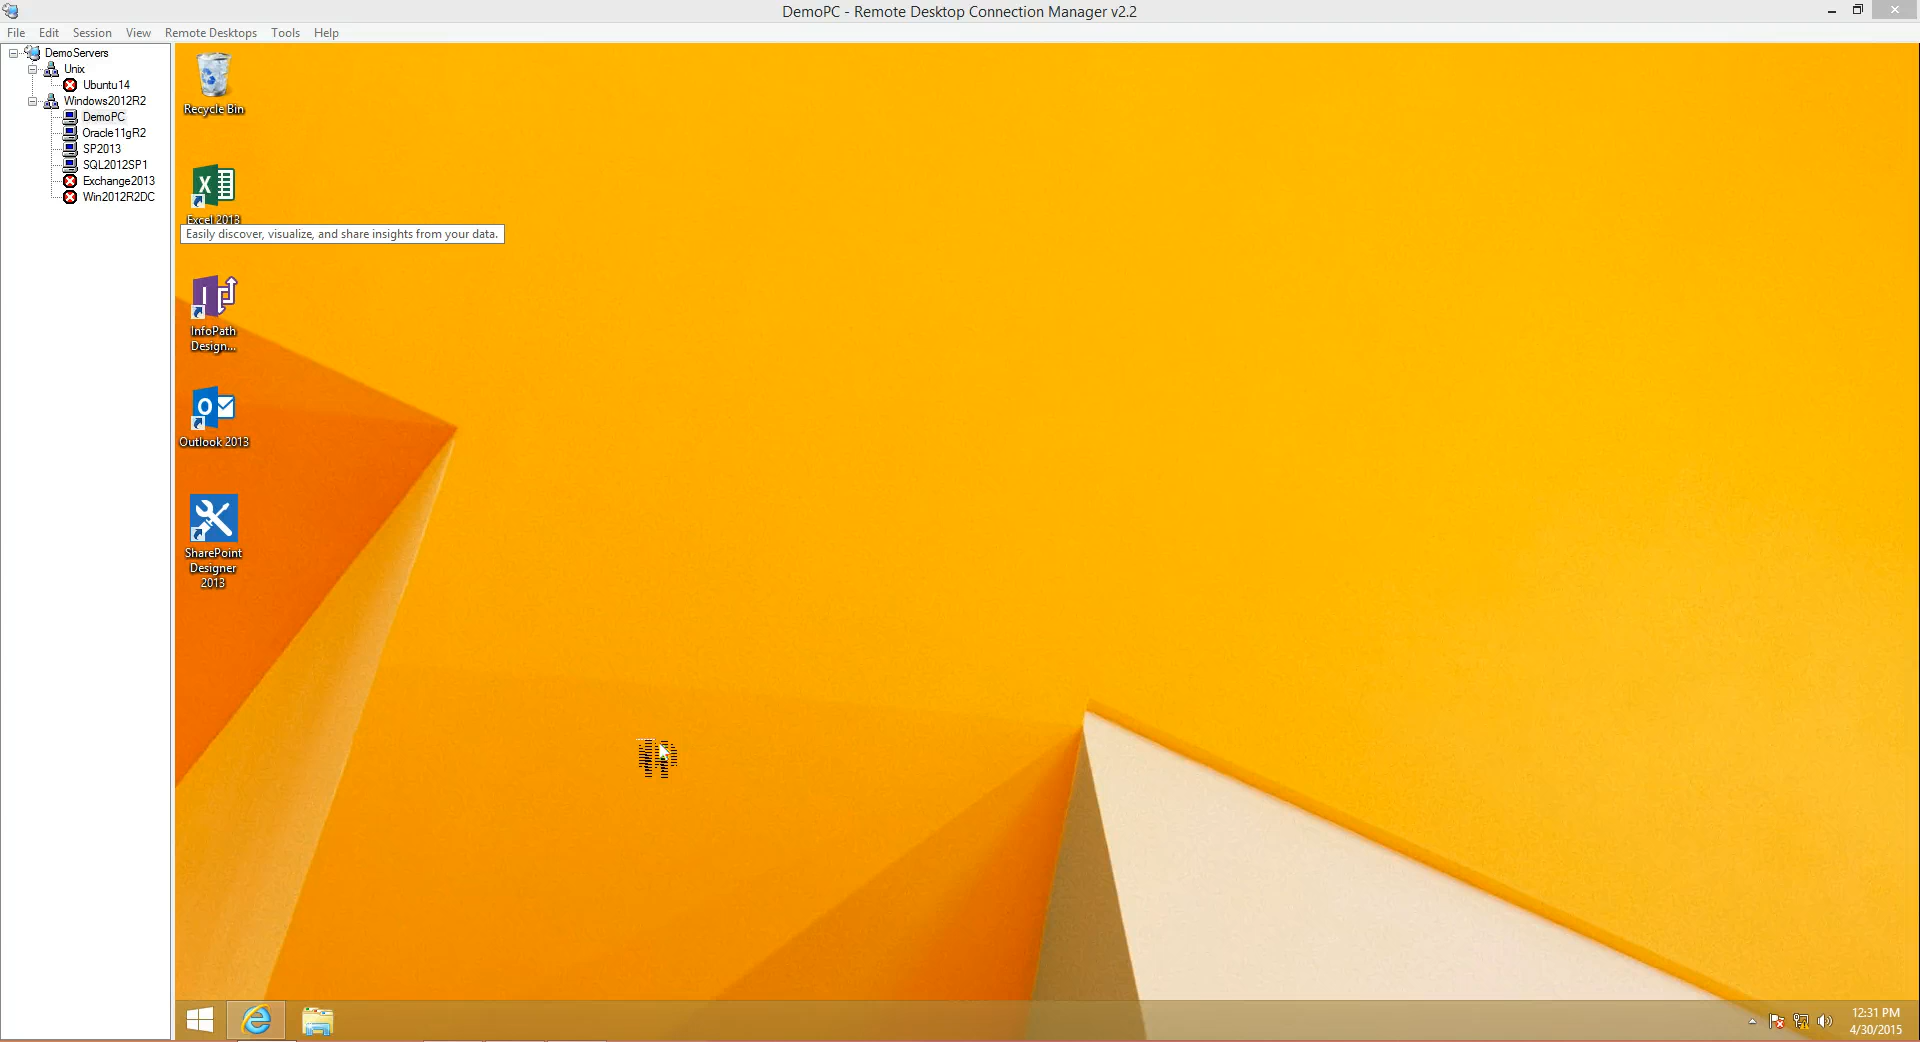 DemoPC - Remote Desktop Connection Manager v2.2
File Edit Session View Remote Desktops Tools Help
DemoServers
Unix
Ubuntu14
Windows2012R2
DemoPC
Oracle11gR2
SP2013
SQL2012SP1
Exchange2013
Win2012R2DC
Recycle Bin
Excel 2013
Easily discover, visualize, and share insights from your data.
InfoPath
Design...
Outlook 2013
SharePoint
Designer
2013
12:31 PM
4/30/2015